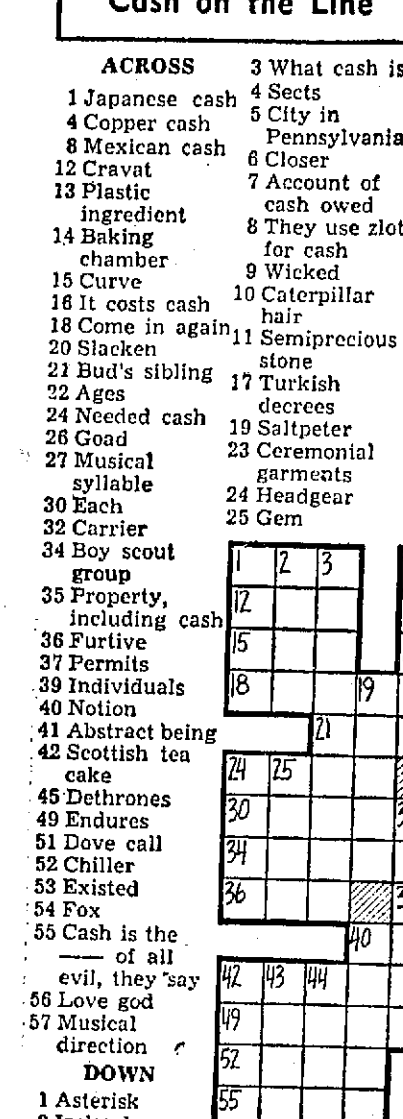 Cash on the Line
ACROSS
1 Japanese cash
4 Copper cash
8 Mexican cash
12 Cravat
13 Plastic
ingredient
14 Baking
chamber
15 Curve
16 It costs cash
18 Come in again
20 Slacken
21 Bud's sibling
22 Ages
24 Needed cash
26 Goad
27 Musical
syllable
30 Each
32 Carrier
34 Boy scout
group
35 Property,
including cash
36 Furtive
37 Permits
39 Individuals
40 Notion
41 Abstract being
42 Scottish tea
cake
45 Dethrones
49 Endures
51 Dove call
52 Chiller
53 Existed
54 Fox
55 Cash is the
—— of all
evil, they say
56 Love god
57 Musical
direction
DOWN
1 Asterisk
3 What cash is
4 Sects
5 City in
Pennsylvania
6 Closer
7 Account of
cash owed
8 They use zlot
for cash
9 Wicked
10 Caterpillar
hair
11 Semiprecious
stone
17 Turkish
decrees
19 Saltpeter
23 Ceremonial
garments
24 Headgear
25 Gem
1 2 3
12
15
18 19
21
24 25
30
34
36
40
42 43 44
49
52
55